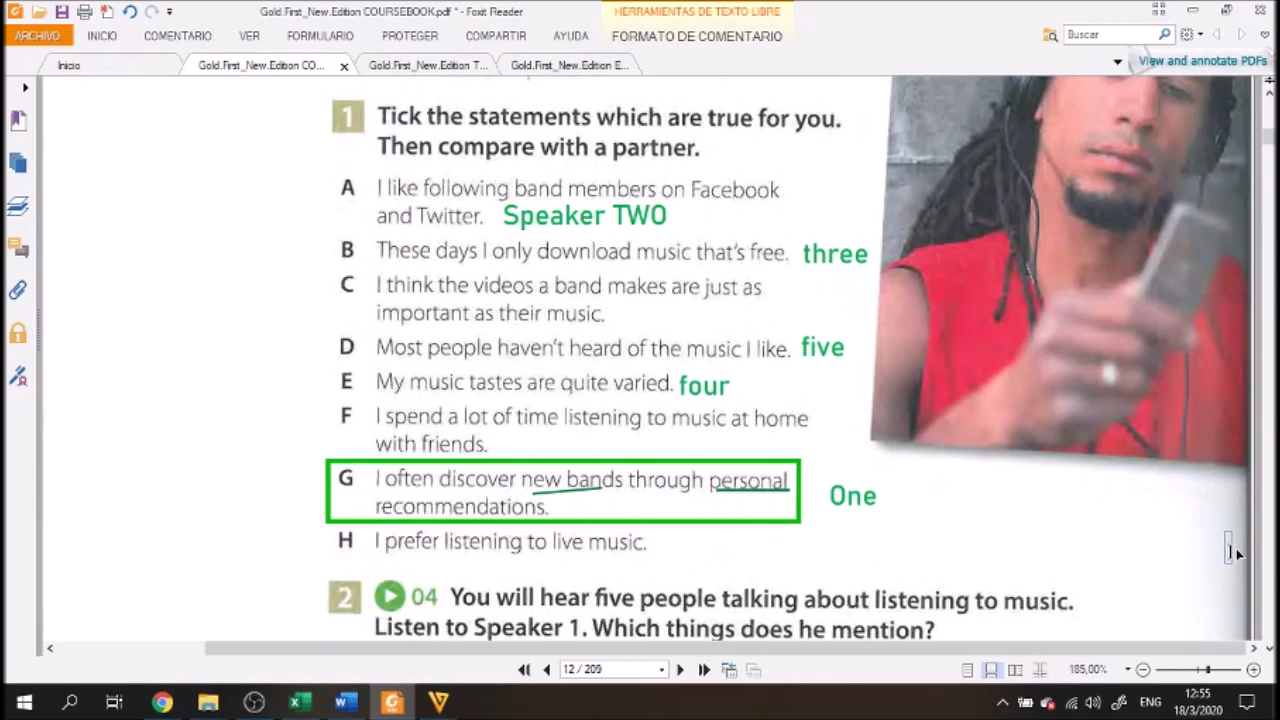 Gold.First_New.Edition COURSEBOOK.pdf * - Foxit Reader
HERRAMIENTAS DE TEXTO LIBRE
ARCHIVO INICIO COMENTARIO VER FORMULARIO PROTEGER COMPARTIR AYUDA FORMATO DE COMENTARIO Buscar
Inicio Gold.First_New.Edition CO... Gold.First_New.Edition T... Gold.First_New.Edition E... View and annotate PDFs
1 Tick the statements which are true for you.
Then compare with a partner.
A I like following band members on Facebook
and Twitter. Speaker TWO
B These days I only download music that's free. three
C I think the videos a band makes are just as
important as their music.
D Most people haven't heard of the music I like. five
E My music tastes are quite varied. four
F I spend a lot of time listening to music at home
with friends.
G I often discover new bands through personal
recommendations. One
H I prefer listening to live music.
2 04 You will hear five people talking about listening to music.
Listen to Speaker 1. Which things does he mention?
12 / 209 185,00%
ENG 12:55
18/3/2020